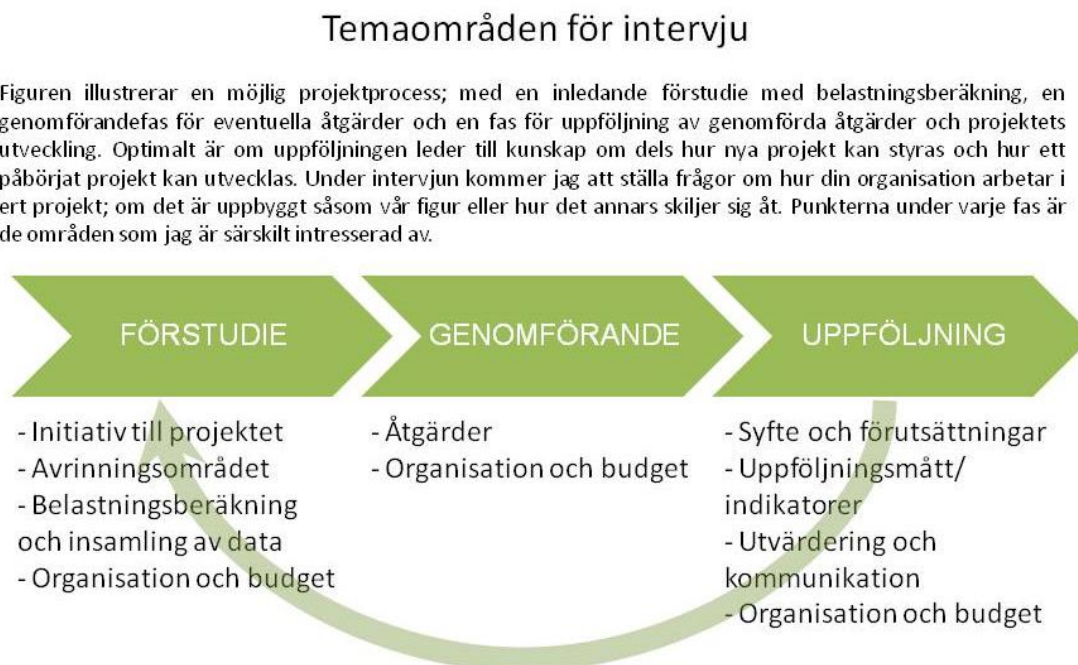 Temaområden för intervju
Figuren illustrerar en möjlig projektprocess; med en inledande förstudie med belastningsberäkning, en
genomförandefas för eventuella åtgärder och en fas för uppföljning av genomförda åtgärder och projektets
utveckling. Optimalt är om uppföljningen leder till kunskap om dels hur nya projekt kan styras och hur ett
påbörjat projekt kan utvecklas. Under intervjun kommer jag att ställa frågor om hur din organisation arbetar i
ert projekt; om det är uppbyggt såsom vår figur eller hur det annars skiljer sig åt. Punkterna under varje fas är
de områden som jag är särskilt intresserad av.
FÖRSTUDIE
- Initiativ till projektet
- Avrinningsområdet
- Belastningsberäkning
och insamling av data
- Organisation och budget
GENOMFÖRANDE
- Åtgärder
- Organisation och budget
UPPFÖLJNING
- Syfte och förutsättningar
- Uppföljningsmått/
indikatorer
- Utvärdering och
kommunikation
- Organisation och budget